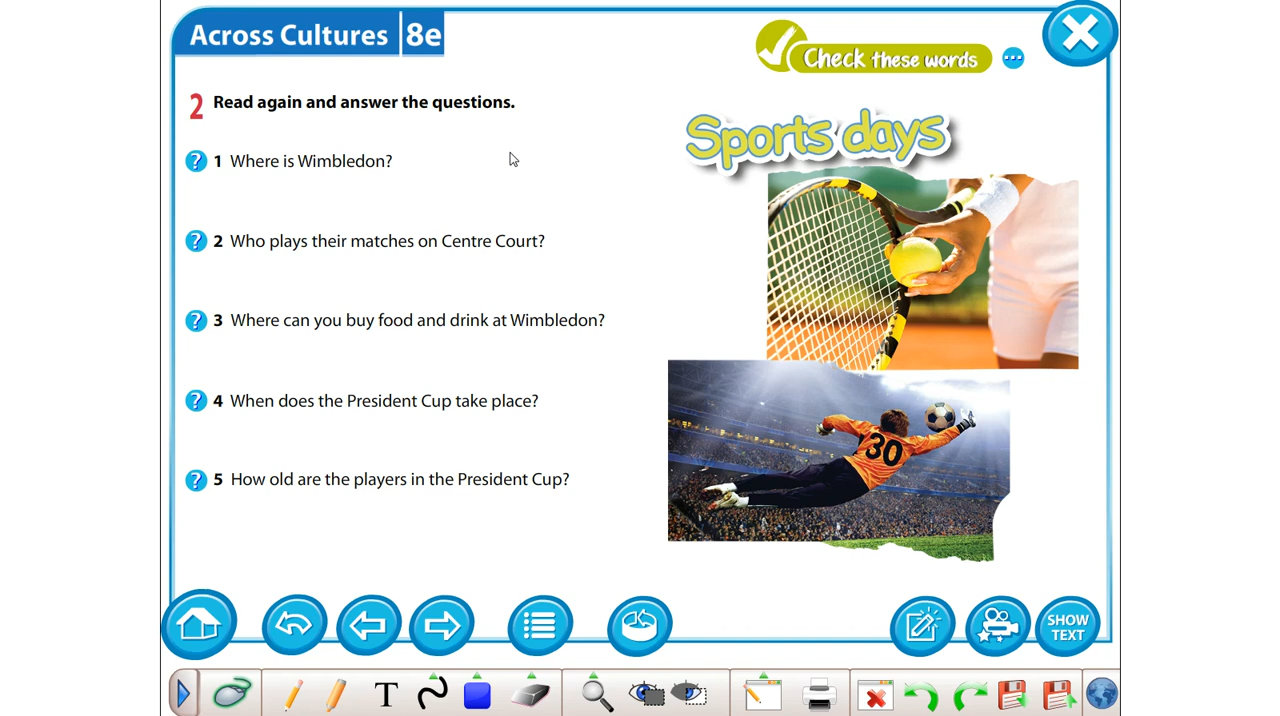 Across Cultures 8e
Check these words
2 Read again and answer the questions.
Sports days
? 1 Where is Wimbledon?
? 2 Who plays their matches on Centre Court?
? 3 Where can you buy food and drink at Wimbledon?
? 4 When does the President Cup take place?
? 5 How old are the players in the President Cup?
30
SHOW
TEXT
T